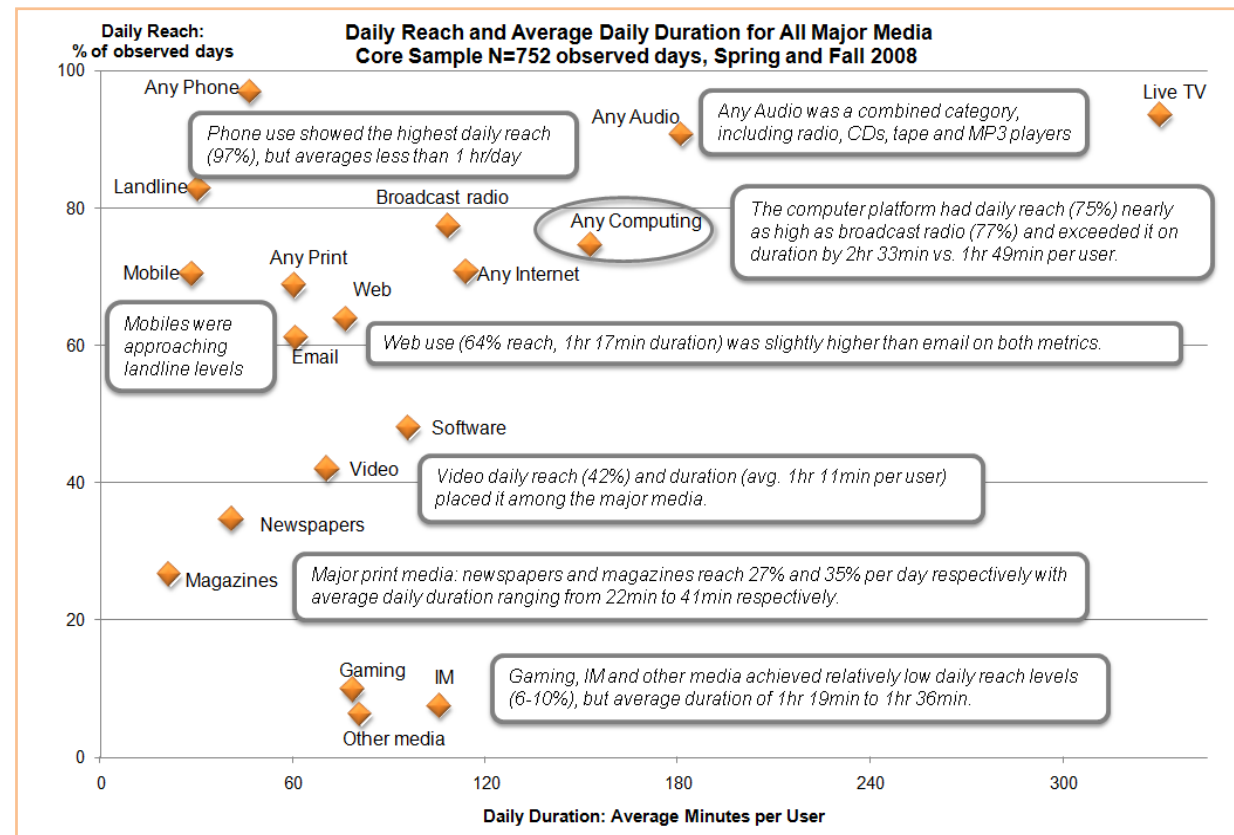 Daily Reach:
% of observed days
Daily Reach and Average Daily Duration for All Major Media
Core Sample N=752 observed days, Spring and Fall 2008
100
Any Phone
Live TV
Any Audio
Any Audio was a combined category,
including radio, CDs, tape and MP3 players
Phone use showed the highest daily reach
(97%), but averages less than 1 hr/day
Landline
Broadcast radio
80
Any Computing
The computer platform had daily reach (75%) nearly
as high as broadcast radio (77%) and exceeded it on
duration by 2hr 33min vs. 1hr 49min per user.
Mobile
Any Print
Any Internet
Web
Mobiles were
approaching
landline levels
60
Email
Web use (64% reach, 1hr 17min duration) was slightly higher than email on both metrics.
Software
Video
Video daily reach (42%) and duration (avg. 1hr 11min per user)
placed it among the major media.
40
Newspapers
Magazines
Major print media: newspapers and magazines reach 27% and 35% per day respectively with
average daily duration ranging from 22min to 41min respectively.
20
Gaming
IM
Gaming, IM and other media achieved relatively low daily reach levels
(6-10%), but average duration of 1hr 19min to 1hr 36min.
Other media
0
0 60 120 180 240 300
Daily Duration: Average Minutes per User